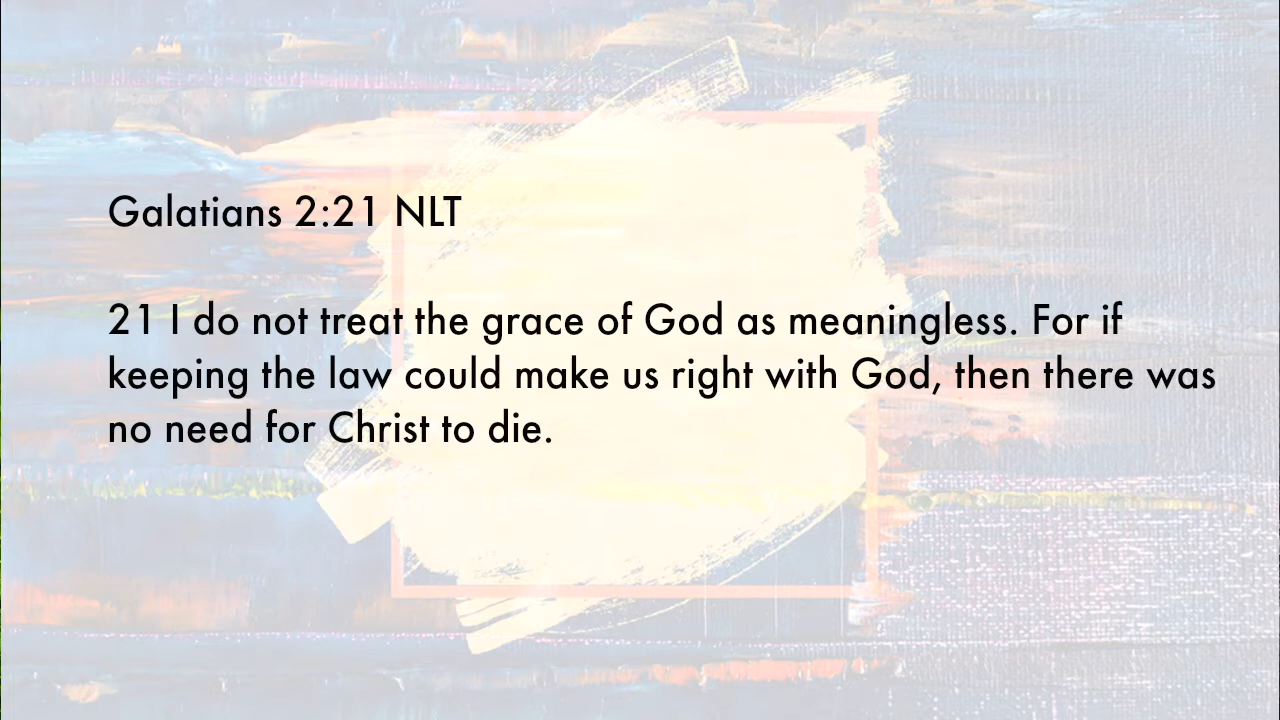 Galatians 2:21 NLT
21 I do not treat the grace of God as meaningless. For if
keeping the law could make us right with God, then there was
no need for Christ to die.